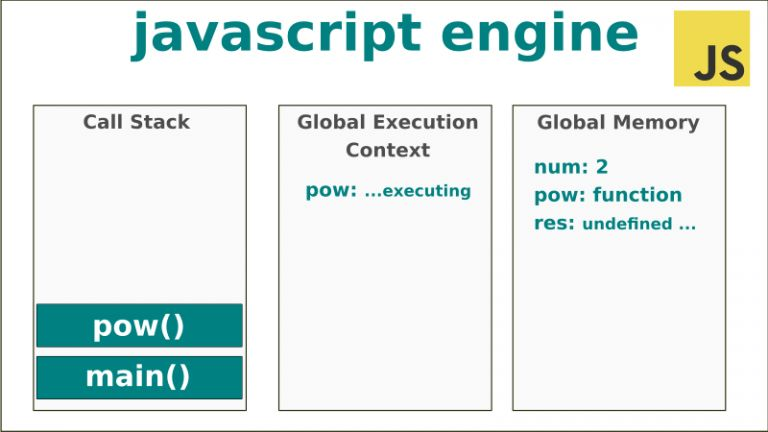 javascript engine
JS
Call Stack
pow()
main()
Global Execution
Context
pow: ...executing
Global Memory
num: 2
pow: function
res: undefined ...